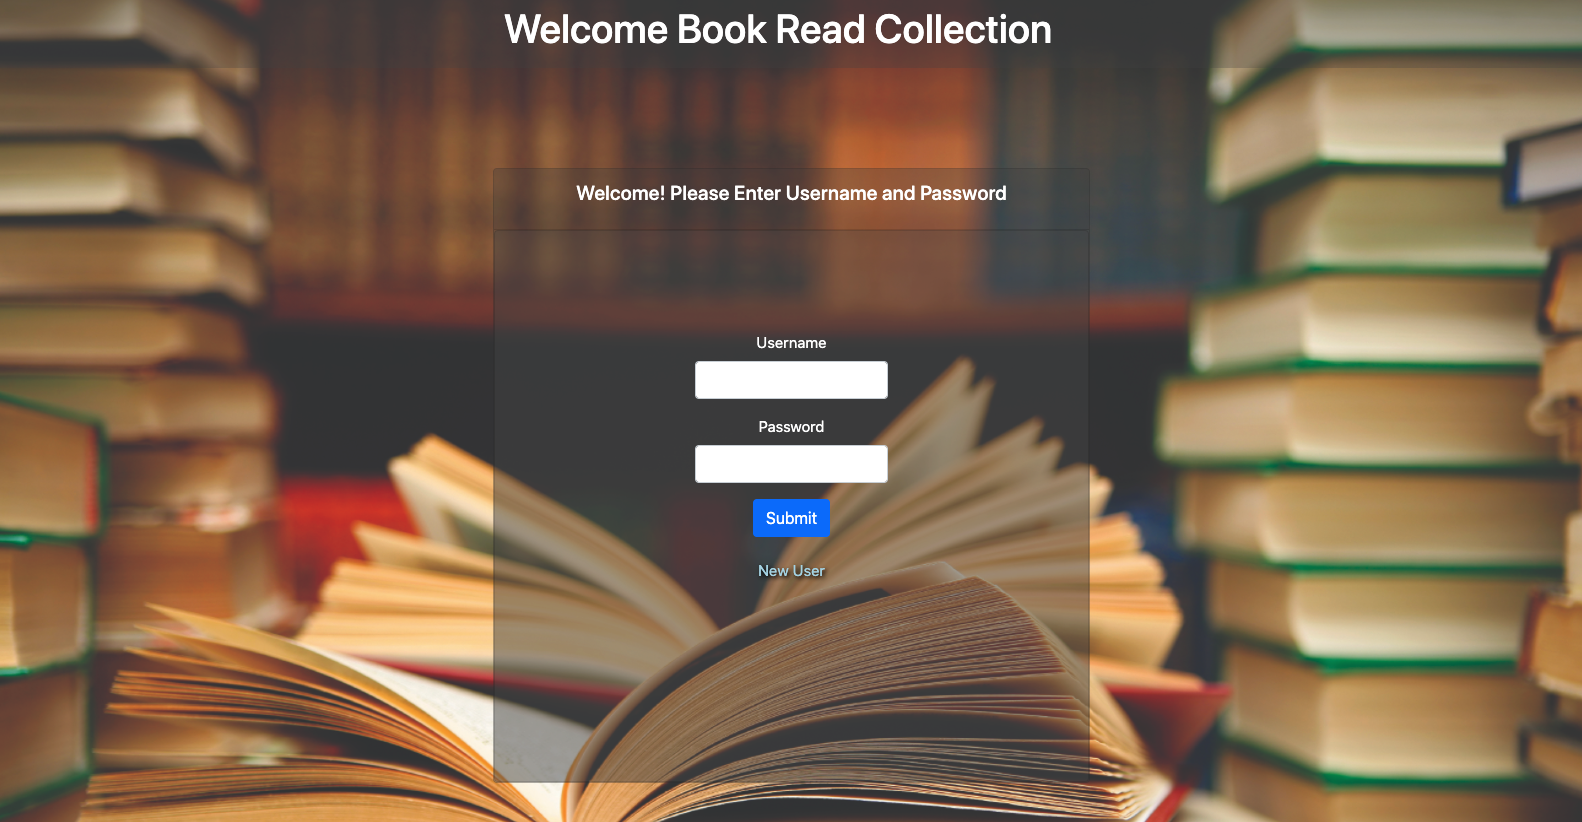 Welcome Book Read Collection
Welcome! Please Enter Username and Password
Username
Password
Submit
New User